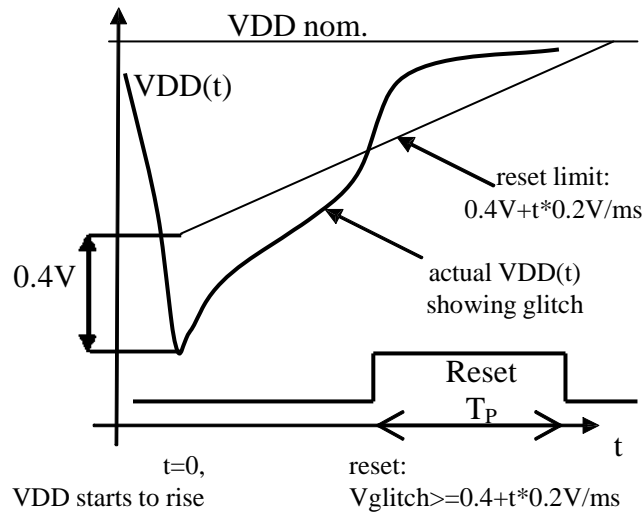 VDD nom.
VDD(t)
reset limit:
0.4V+t*0.2V/ms
0.4V
actual VDD(t)
showing glitch
Reset
TP
t
t=0,
VDD starts to rise
reset:
Vglitch>=0.4+t*0.2V/ms